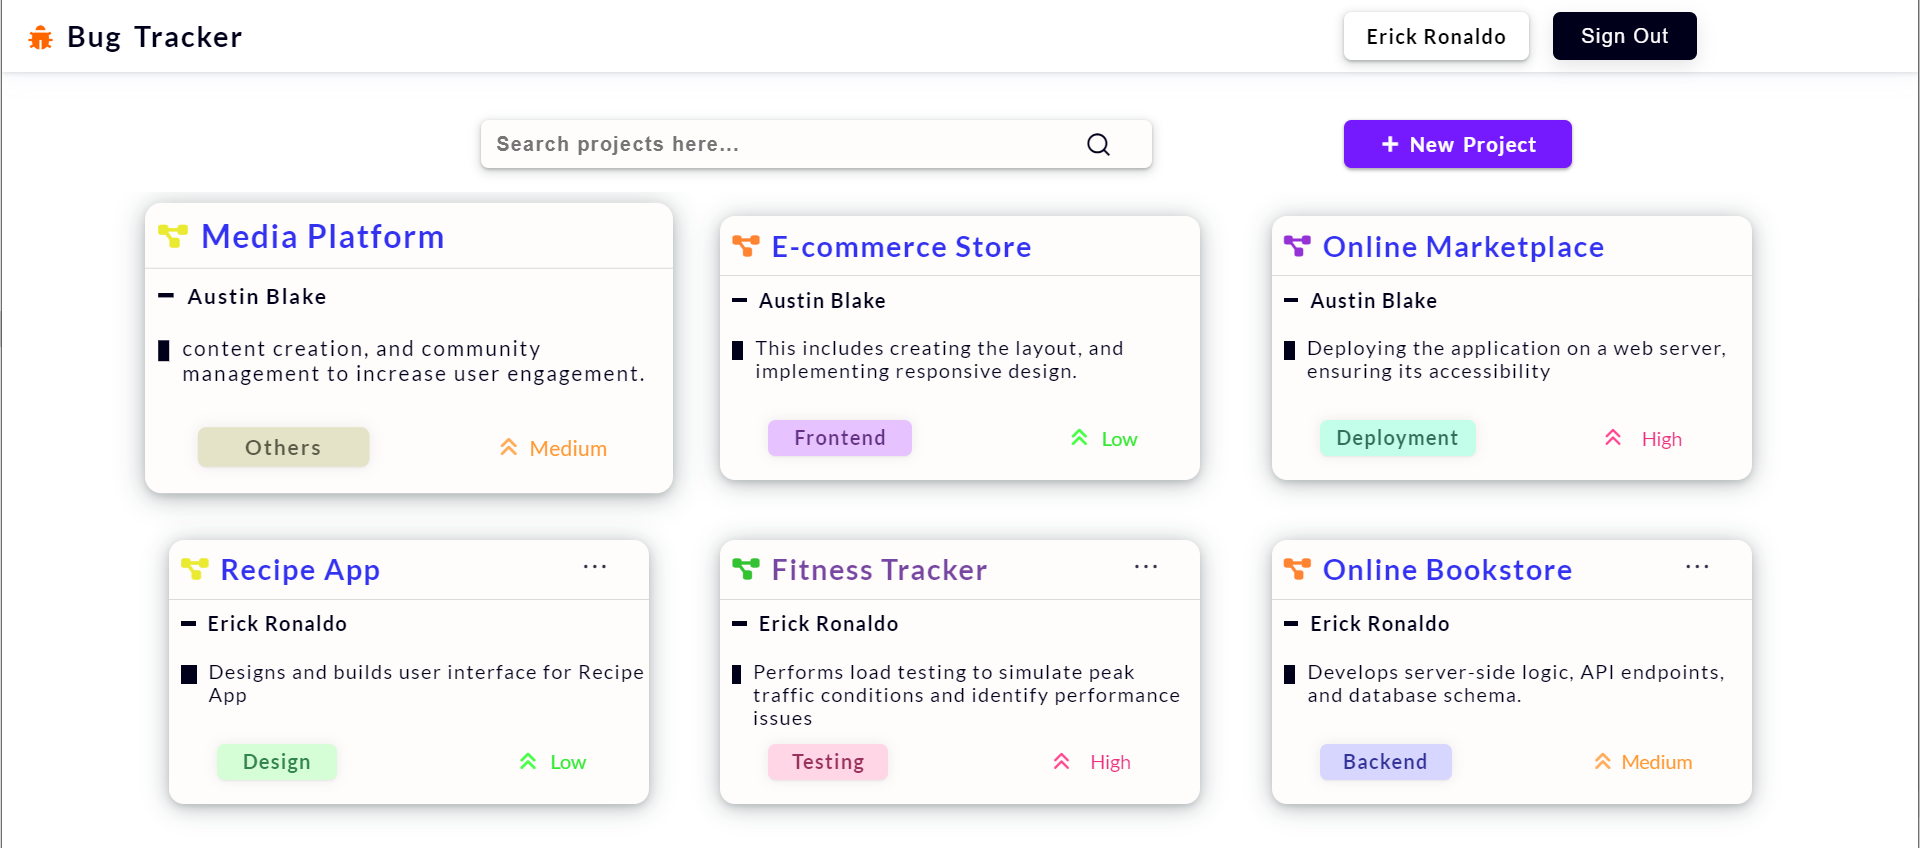 Bug Tracker
Erick Ronaldo
Sign Out
Search projects here...
+ New Project
Media Platform
Austin Blake
content creation, and community
management to increase user engagement.
Others
Medium
E-commerce Store
Austin Blake
This includes creating the layout, and
implementing responsive design.
Frontend
Low
Online Marketplace
Austin Blake
Deploying the application on a web server,
ensuring its accessibility
Deployment
High
Recipe App
...
Erick Ronaldo
Designs and builds user interface for Recipe
App
Design
Low
Fitness Tracker
...
Erick Ronaldo
Performs load testing to simulate peak
traffic conditions and identify performance
issues
Testing
High
Online Bookstore
...
Erick Ronaldo
Develops server-side logic, API endpoints,
and database schema.
Backend
Medium